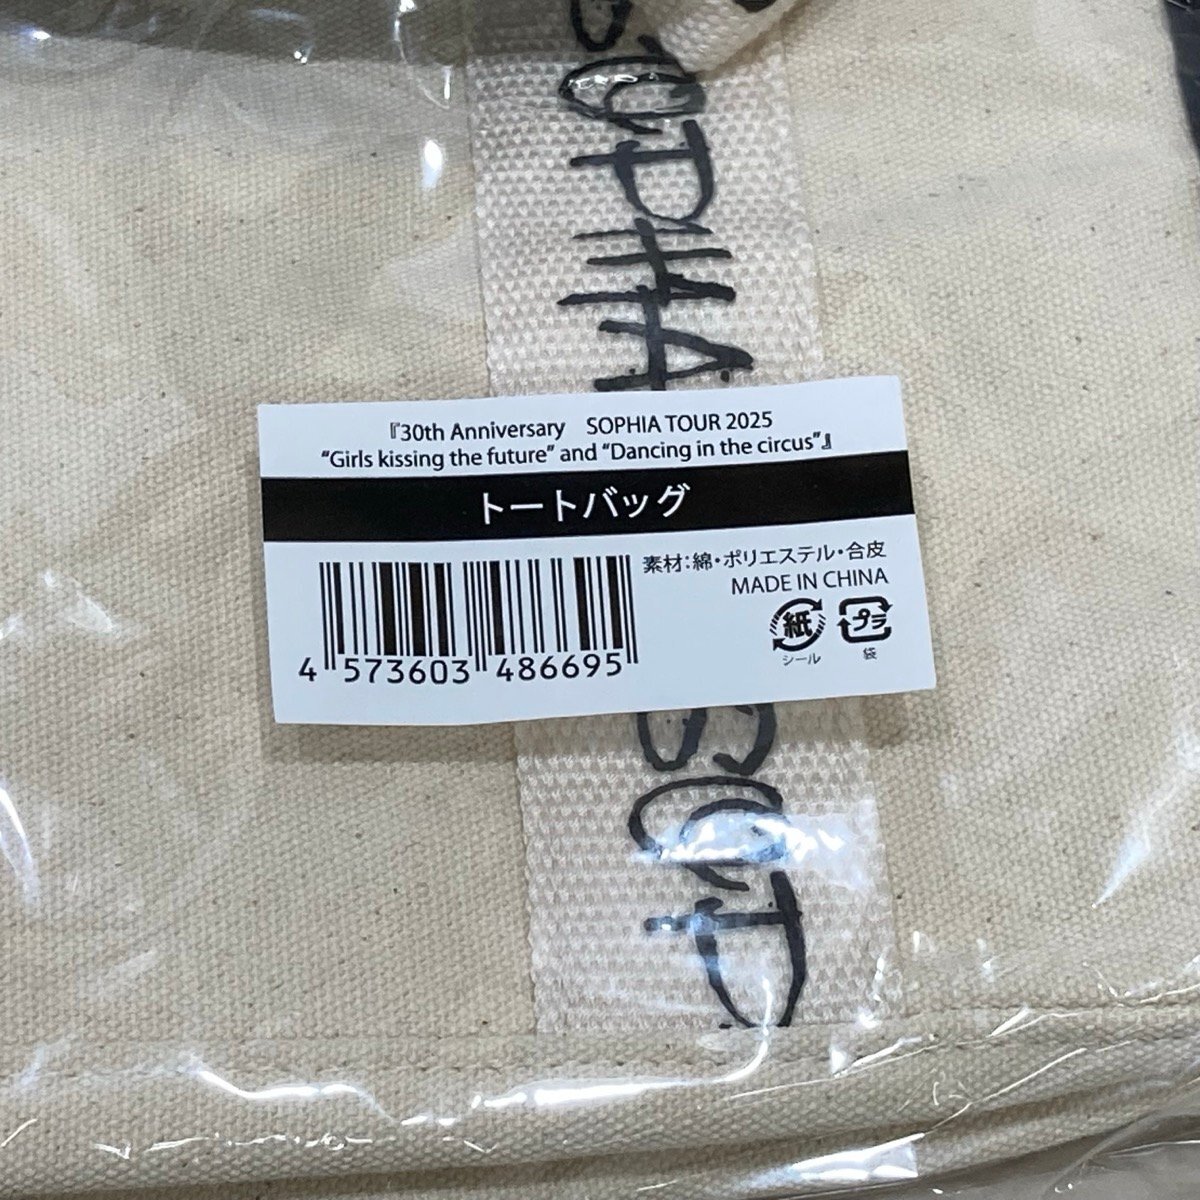 SOPHIA
『30th Anniversary SOPHIA TOUR 2025
"Girls kissing the future" and "Dancing in the circus"』
トートバッグ
素材:綿・ポリエステル・合皮
MADE IN CHINA
紙
シール
プラ
袋
4 573603 486695
SOP